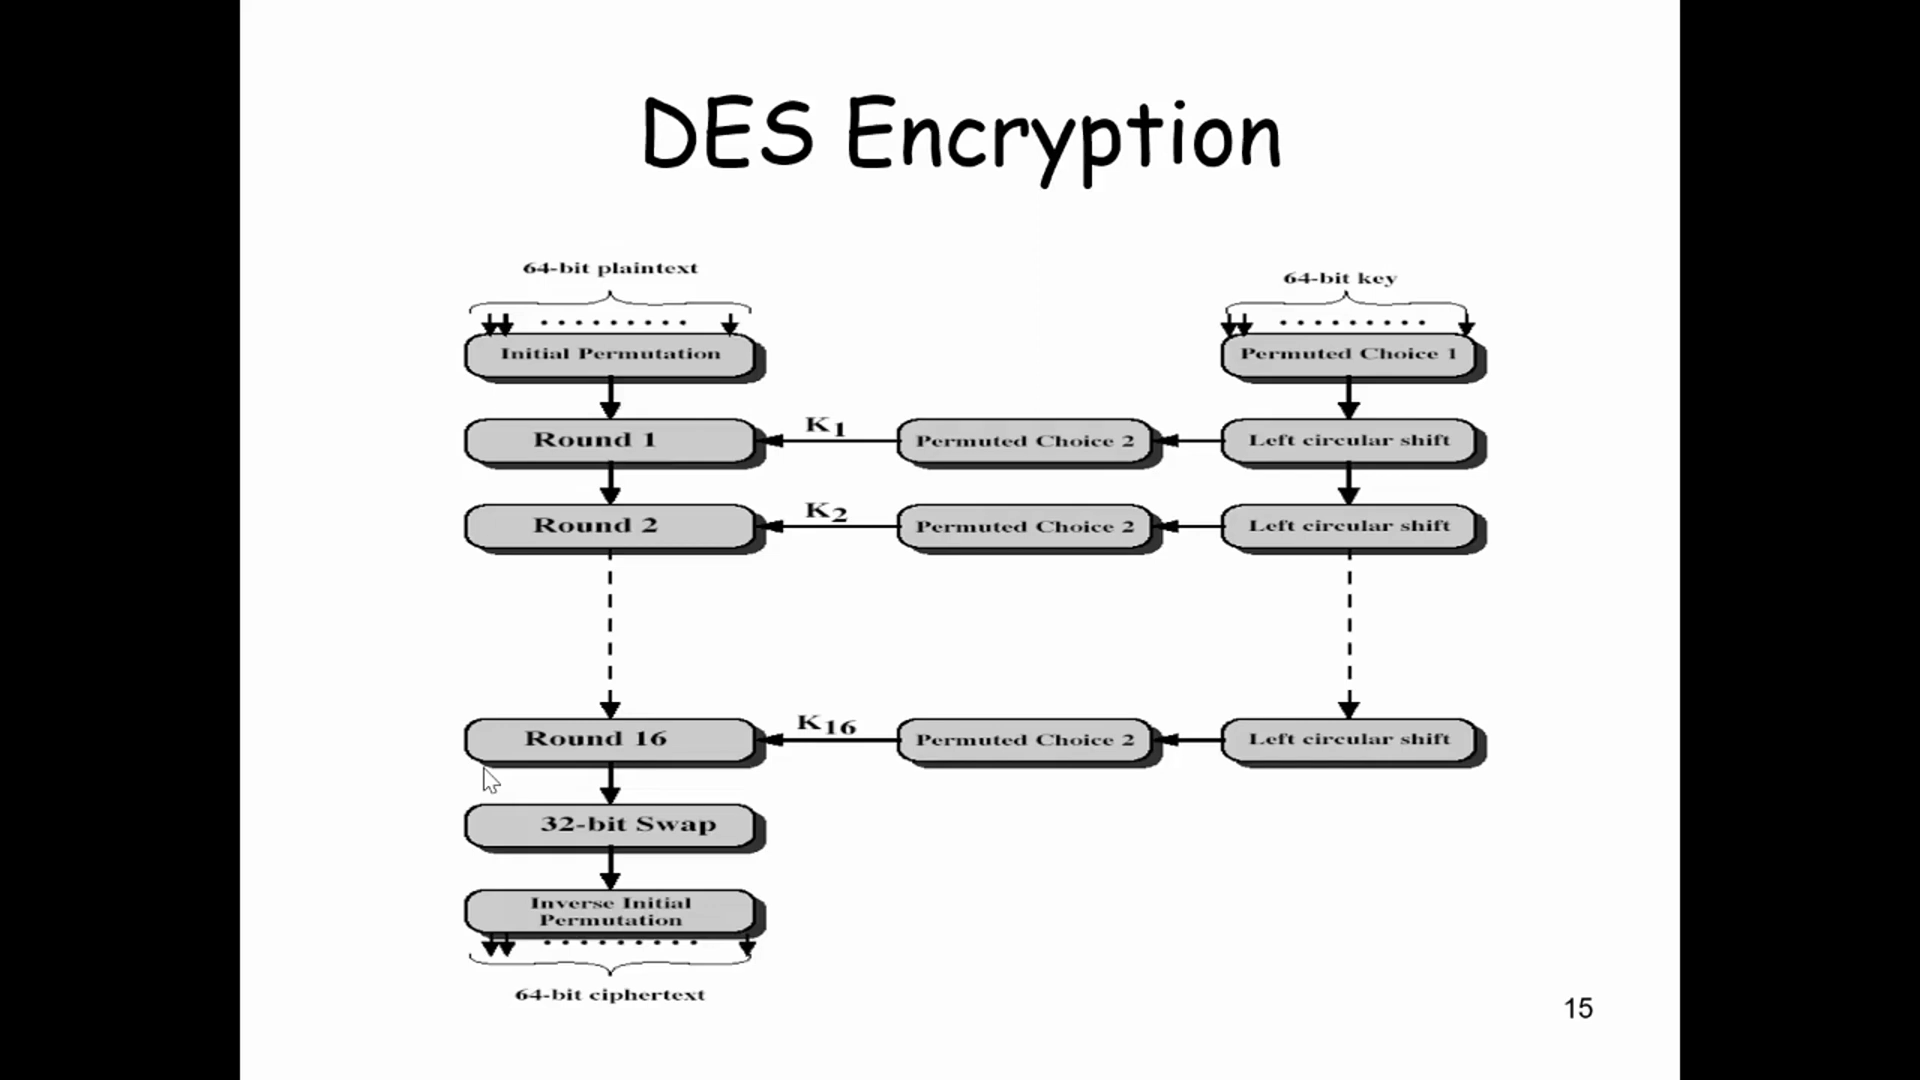 DES Encryption
64-bit plaintext
64-bit key
Initial Permutation
Permuted Choice 1
Round 1
K1
Permuted Choice 2
Left circular shift
Round 2
K2
Permuted Choice 2
Left circular shift
Round 16
K16
Permuted Choice 2
Left circular shift
32-bit Swap
Inverse Initial
Permutation
64-bit ciphertext
15